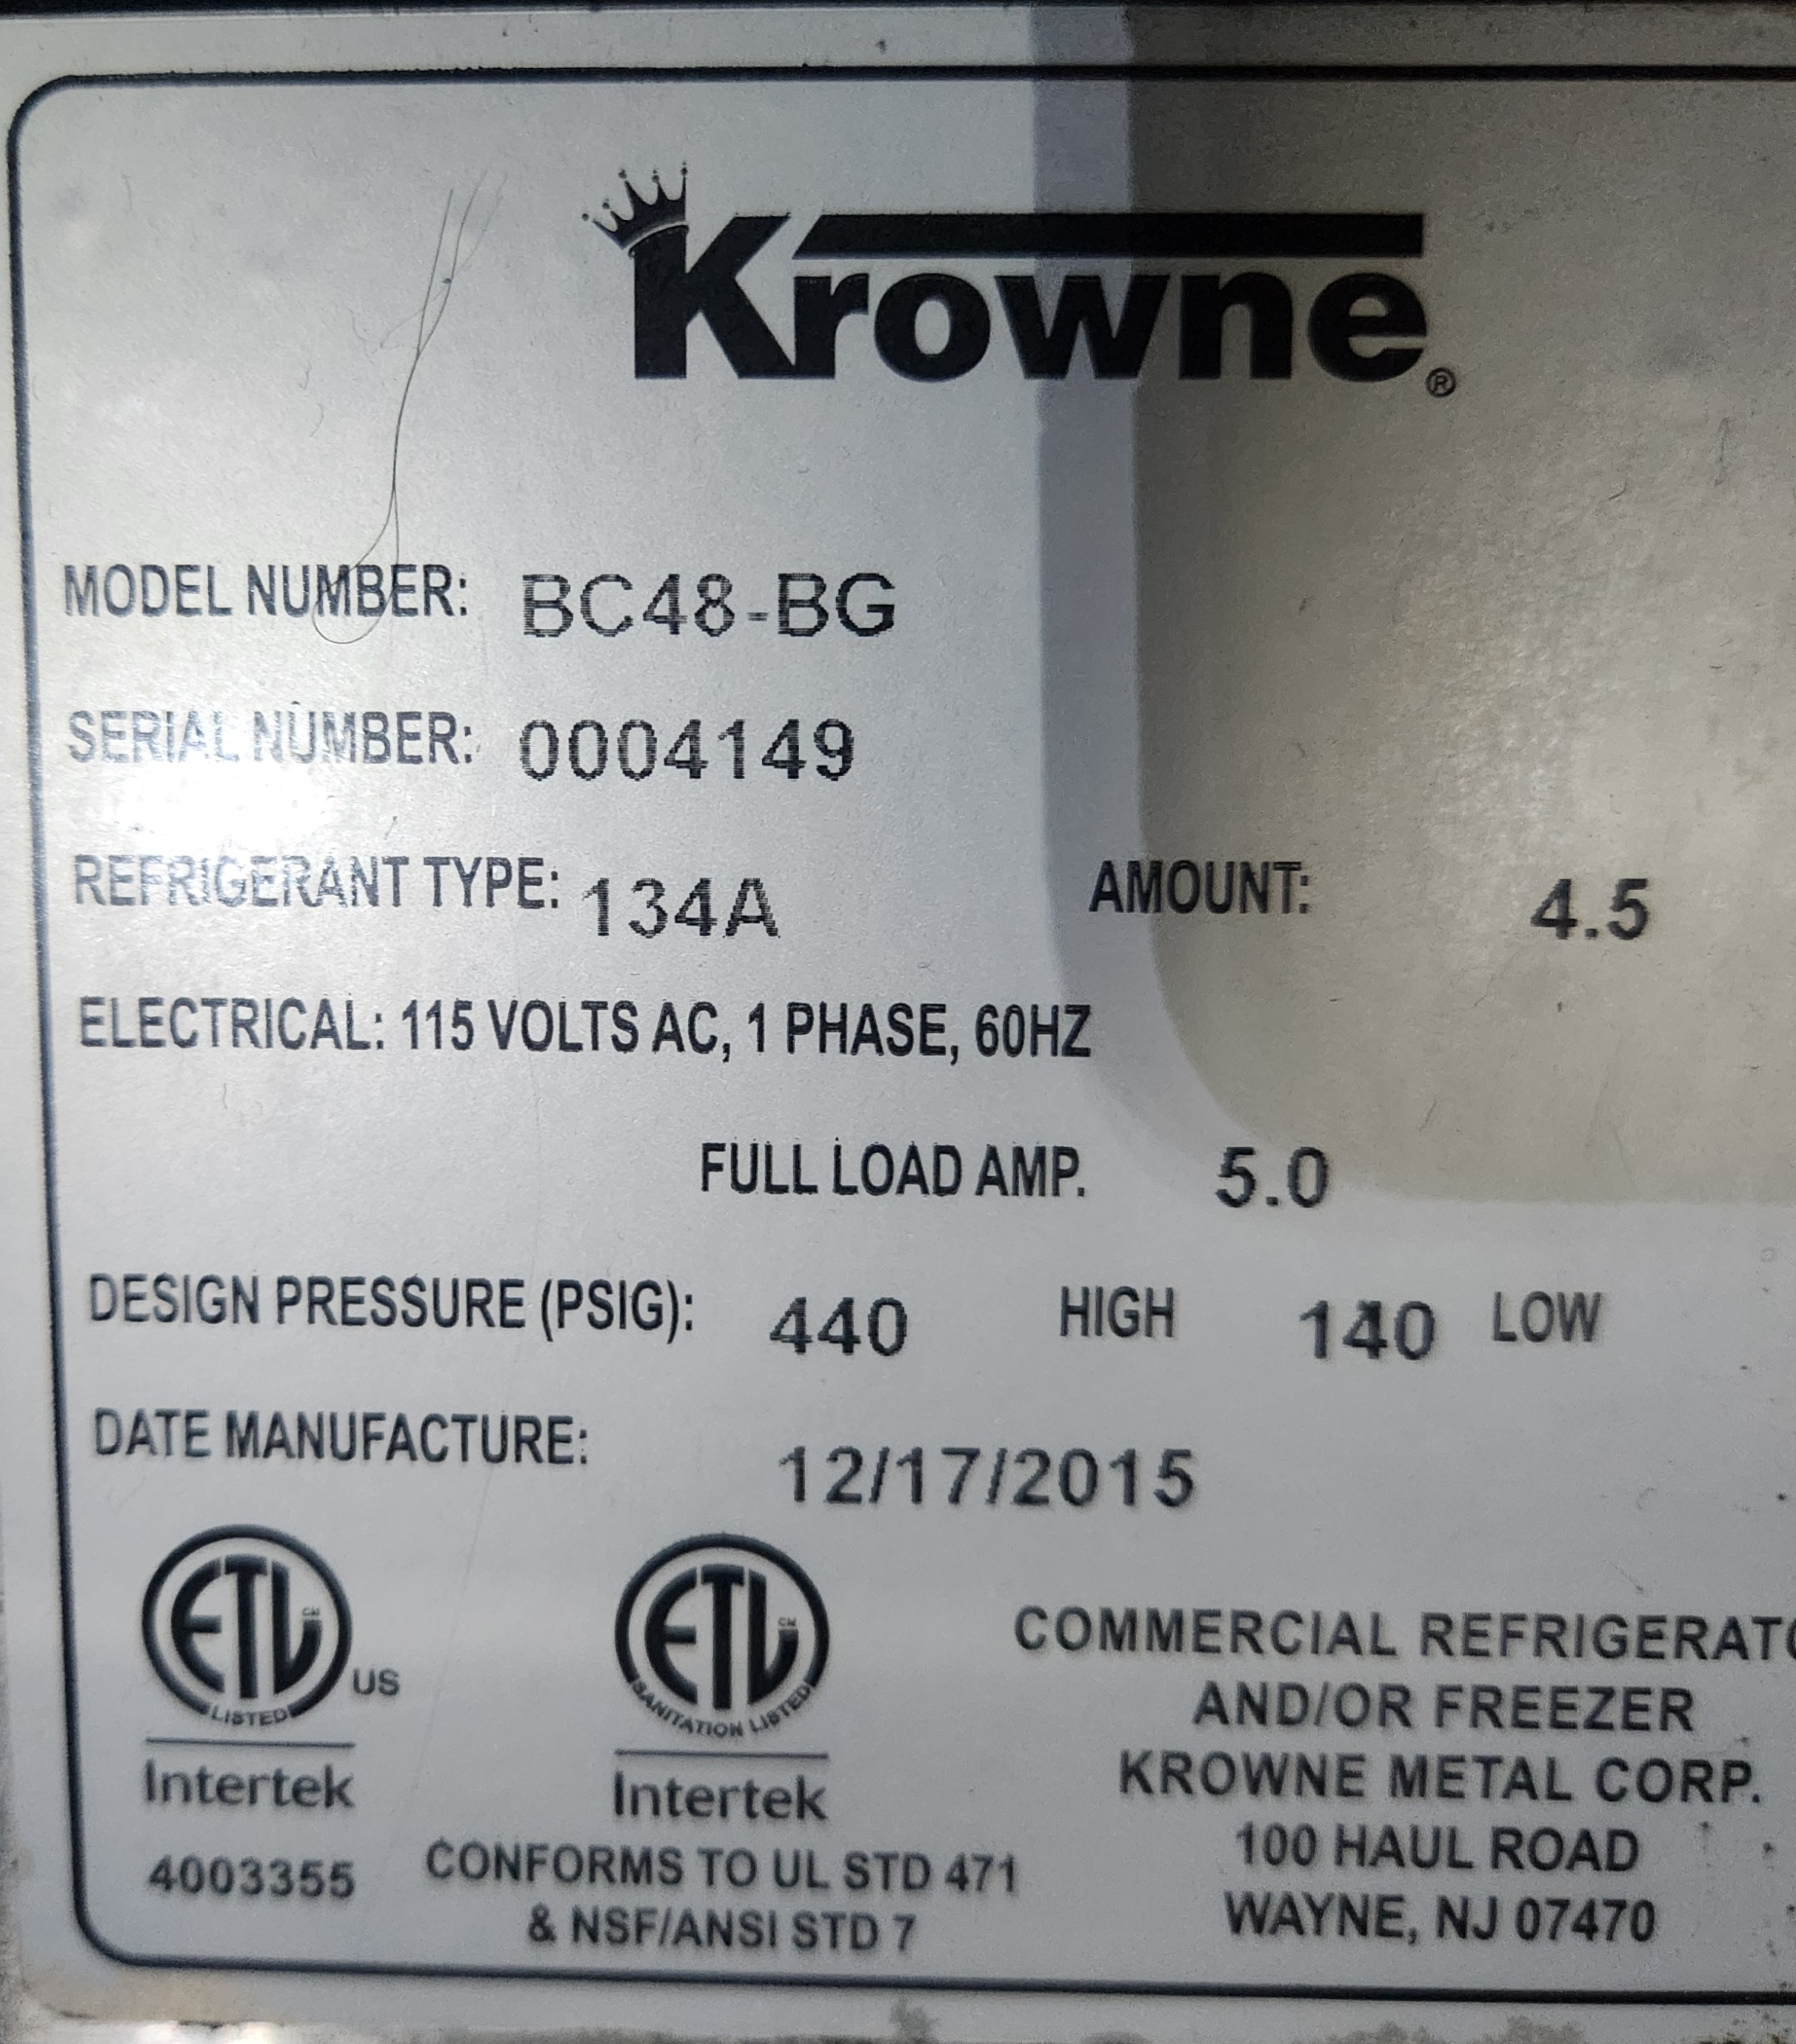 Krowne®
MODEL NUMBER: BC48-BG
SERIAL NUMBER: 0004149
REFRIGERANT TYPE: 134A AMOUNT: 4.5
ELECTRICAL: 115 VOLTS AC, 1 PHASE, 60HZ
FULL LOAD AMP. 5.0
DESIGN PRESSURE (PSIG): 440 HIGH 140 LOW
DATE MANUFACTURE: 12/17/2015
ETL CM
LISTED
US
Intertek
4003355
ETL CM
SANITATION LISTED
Intertek
CONFORMS TO UL STD 471
& NSF/ANSI STD 7
COMMERCIAL REFRIGERATO
AND/OR FREEZER
KROWNE METAL CORP.
100 HAUL ROAD
WAYNE, NJ 07470